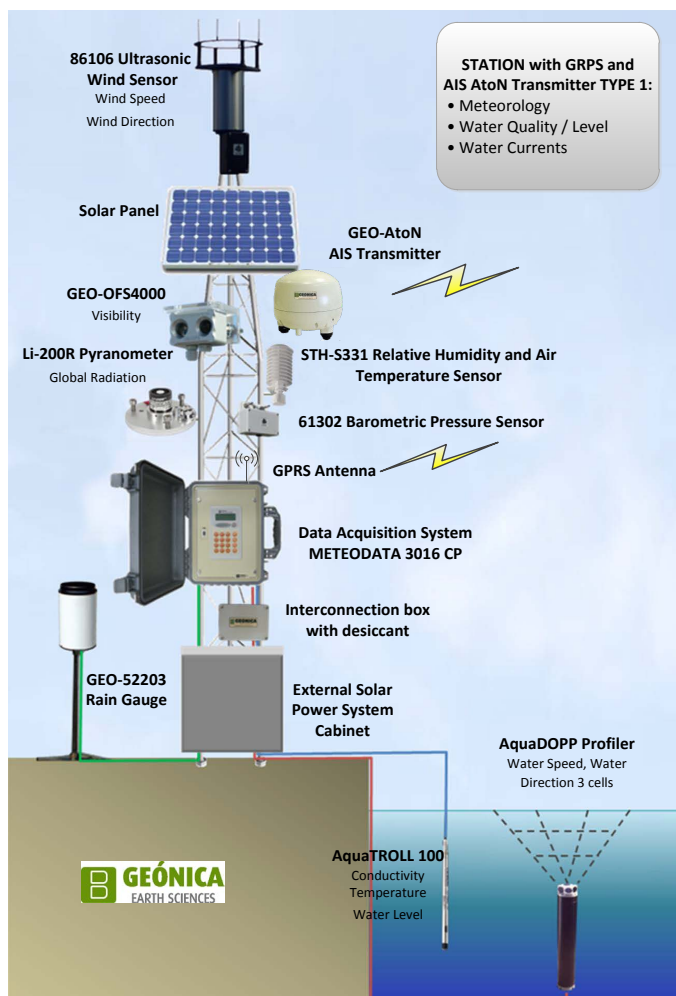 86106 Ultrasonic
Wind Sensor
Wind Speed
Wind Direction
STATION with GRPS and
AIS AtoN Transmitter TYPE 1:
• Meteorology
• Water Quality / Level
• Water Currents
Solar Panel
GEO-AtoN
AIS Transmitter
GEO-OFS4000
Visibility
Li-200R Pyranometer
Global Radiation
STH-S331 Relative Humidity and Air
Temperature Sensor
61302 Barometric Pressure Sensor
GPRS Antenna
Data Acquisition System
METEODATA 3016 CP
Interconnection box
with desiccant
GEÓNICA
GEO-52203
Rain Gauge
External Solar
Power System
Cabinet
AquaDOPP Profiler
Water Speed, Water
Direction 3 cells
AquaTROLL 100
Conductivity
Temperature
Water Level
GEÓNICA
EARTH SCIENCES